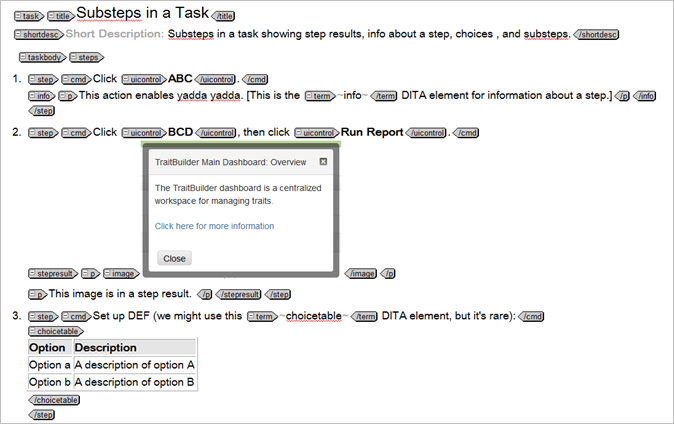 task title Substeps in a Task /title
shortdesc Short Description: Substeps in a task showing step results, info about a step, choices , and substeps. /shortdesc
taskbody steps
1. step cmd Click uicontrol ABC /uicontrol . /cmd
info p This action enables yadda yadda. [This is the term ~info~ /term DITA element for information about a step.] /p /info
/step
2. step cmd Click uicontrol BCD /uicontrol , then click uicontrol Run Report /uicontrol . /cmd
TraitBuilder Main Dashboard: Overview
The TraitBuilder dashboard is a centralized
workspace for managing traits.
Click here for more information
Close
stepresult p image /image /p
p This image is in a step result. /p /stepresult /step
3. step cmd Set up DEF (we might use this term ~choicetable~ /term DITA element, but it's rare): /cmd
choicetable
Option Description
Option a A description of option A
Option b A description of option B
/choicetable
/step